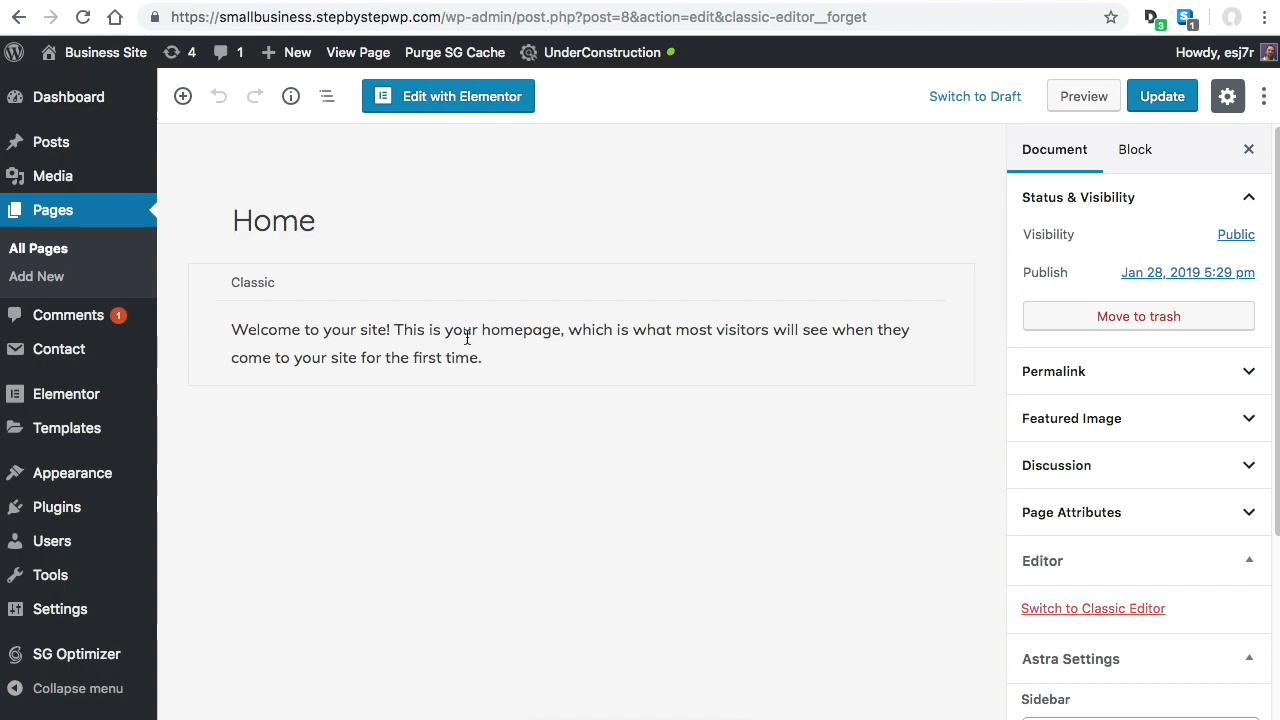 https://smallbusiness.stepbystepwp.com/wp-admin/post.php?post=8&action=edit&classic-editor__forget
3
1
Business Site
4
1
New
View Page
Purge SG Cache
UnderConstruction
Howdy, esj7r
Dashboard
Posts
Media
Pages
All Pages
Add New
Comments 1
Contact
Elementor
Templates
Appearance
Plugins
Users
Tools
Settings
SG Optimizer
Collapse menu
Edit with Elementor
Switch to Draft
Preview
Update
Home
Classic
Welcome to your site! This is your homepage, which is what most visitors will see when they
come to your site for the first time.
Document
Block
Status & Visibility
Visibility
Public
Publish
Jan 28, 2019 5:29 pm
Move to trash
Permalink
Featured Image
Discussion
Page Attributes
Editor
Switch to Classic Editor
Astra Settings
Sidebar